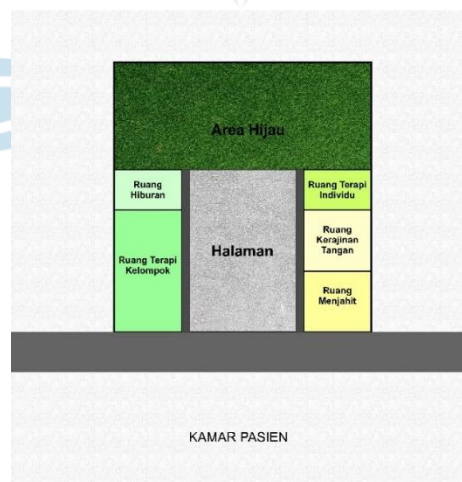 Area Hijau
Ruang
Hiburan
Ruang Terapi
Individu
Ruang Terapi
Kelompok
Halaman
Ruang
Kerajinan
Tangan
Ruang
Menjahit
KAMAR PASIEN